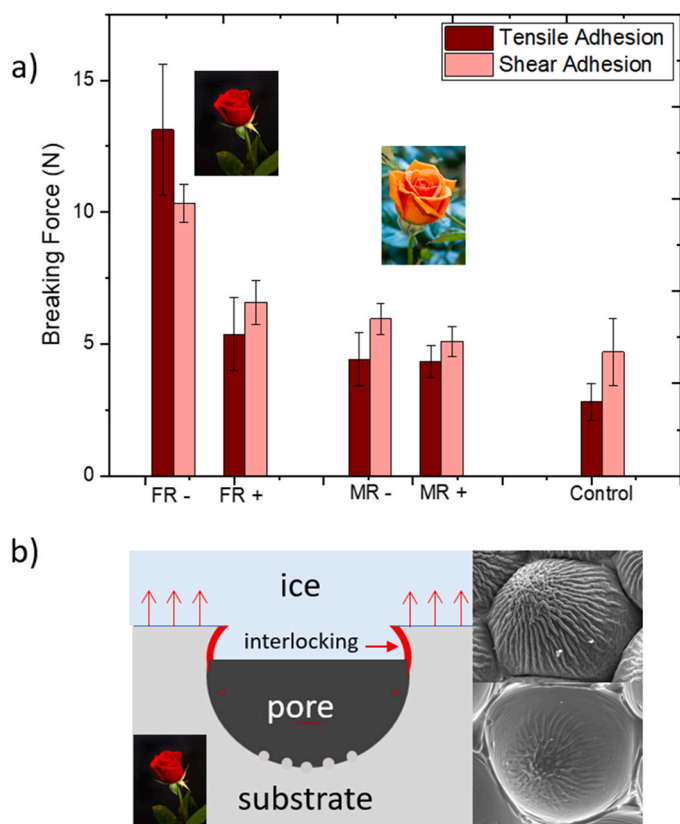 a)
Tensile Adhesion
Shear Adhesion
Breaking Force (N)
15
10
5
0
FR -
FR +
MR -
MR +
Control
b)
ice
interlocking
pore
substrate